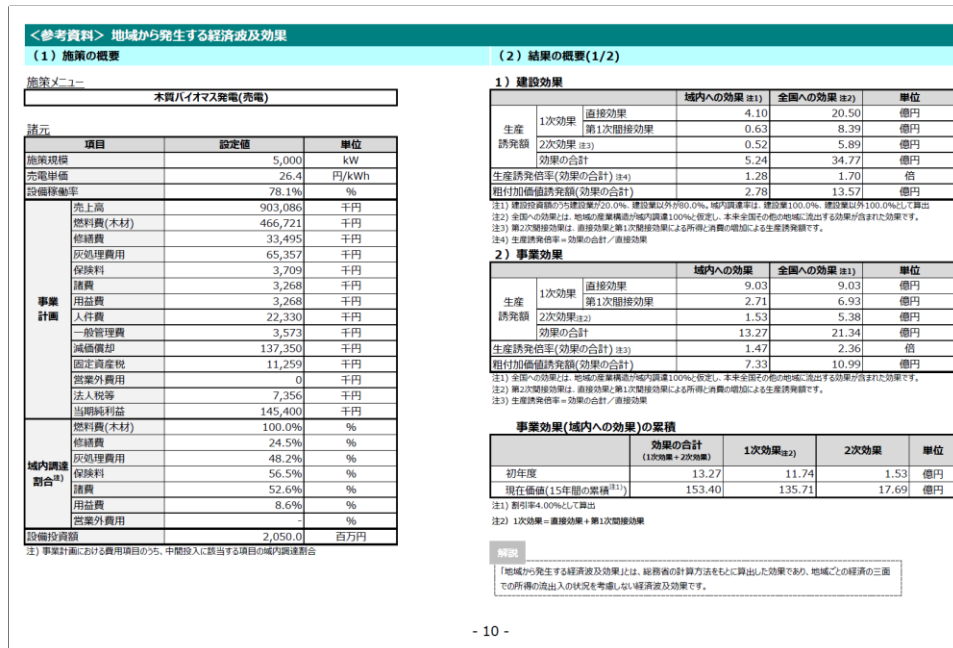 ＜参考資料＞ 地域から発生する経済波及効果
（１）施策の概要
施策メニュー
木質バイオマス発電(売電)
諸元
項目 設定値 単位
施策規模 5,000 kW
売電単価 26.4 円/kWh
設備稼働率 78.1% %
事業計画
売上高 903,086 千円
燃料費(木材) 466,721 千円
修繕費 33,495 千円
灰処理費用 65,357 千円
保険料 3,709 千円
諸費 3,268 千円
用益費 3,268 千円
人件費 22,330 千円
一般管理費 3,573 千円
減価償却 137,350 千円
固定資産税 11,259 千円
営業外費用 0 千円
法人税等 7,356 千円
当期純利益 145,400 千円
域内調達割合注)
燃料費(木材) 100.0% %
修繕費 24.5% %
灰処理費用 48.2% %
保険料 56.5% %
諸費 52.6% %
用益費 8.6% %
営業外費用 - %
設備投資額 2,050.0 百万円
注) 事業計画における費用項目のうち、中間投入に該当する項目の域内調達割合
（２）結果の概要(1/2)
１）建設効果
域内への効果 注1) 全国への効果 注2) 単位
生産誘発額
1次効果 直接効果 4.10 20.50 億円
第1次間接効果 0.63 8.39 億円
2次効果 注3) 0.52 5.89 億円
効果の合計 5.24 34.77 億円
生産誘発倍率(効果の合計) 注4) 1.28 1.70 倍
粗付加価値誘発額(効果の合計) 2.78 13.57 億円
注1) 建設投資額のうち建設業が20.0%、建設業以外が80.0%。域内調達率は、建設業100.0%、建設業以外100.0%として算出
注2) 全国への効果とは、地域の産業構造が域内調達100%と仮定し、本来全国その他の地域に流出する効果が含まれた効果です。
注3) 第2次間接効果は、直接効果と第1次間接効果による所得と消費の増加による生産誘発額です。
注4) 生産誘発倍率＝効果の合計／直接効果
２）事業効果
域内への効果 全国への効果 注1) 単位
生産誘発額
1次効果 直接効果 9.03 9.03 億円
第1次間接効果 2.71 6.93 億円
2次効果注2) 1.53 5.38 億円
効果の合計 13.27 21.34 億円
生産誘発倍率(効果の合計) 注3) 1.47 2.36 倍
粗付加価値誘発額(効果の合計) 7.33 10.99 億円
注1) 全国への効果とは、地域の産業構造が域内調達100%と仮定し、本来全国その他の地域に流出する効果が含まれた効果です。
注2) 第2次間接効果は、直接効果と第1次間接効果による所得と消費の増加による生産誘発額です。
注3) 生産誘発倍率＝効果の合計／直接効果
事業効果(域内への効果)の累積
効果の合計 (1次効果＋2次効果) 1次効果注2) 2次効果 単位
初年度 13.27 11.74 1.53 億円
現在価値(15年間の累積注1)) 153.40 135.71 17.69 億円
注1) 割引率4.00%として算出
注2) 1次効果＝直接効果＋第1次間接効果
解説
「地域から発生する経済波及効果」とは、総務省の計算方法をもとに算出した効果であり、地域ごとの経済の三面
での所得の流出入の状況を考慮しない経済波及効果です。
- 10 -